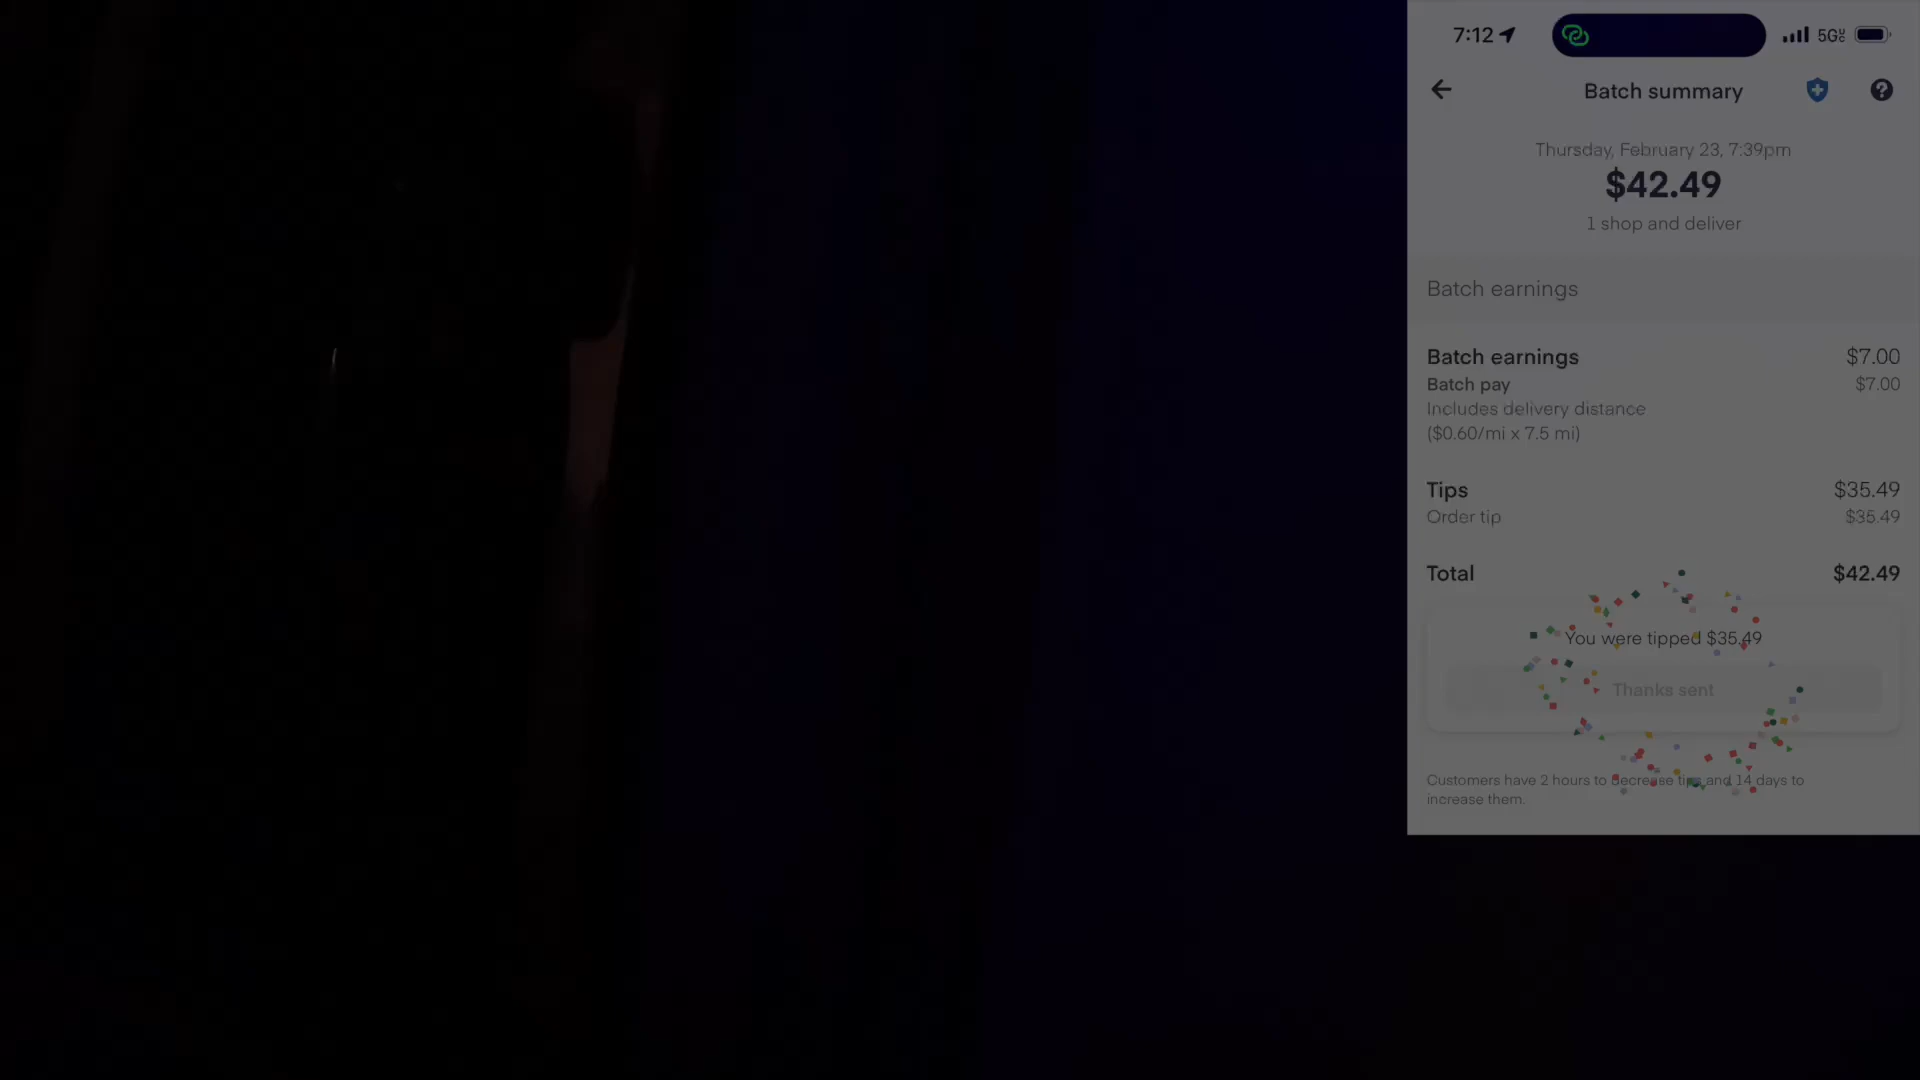 7:12
5G
Batch summary
Thursday, February 23, 7:39pm
$42.49
1 shop and deliver
Batch earnings
Batch earnings $7.00
Batch pay $7.00
Includes delivery distance
($0.60/mi x 7.5 mi)
Tips $35.49
Order tip $35.49
Total $42.49
You were tipped $35.49
Thanks sent
Customers have 2 hours to decrease tips and 14 days to
increase them.